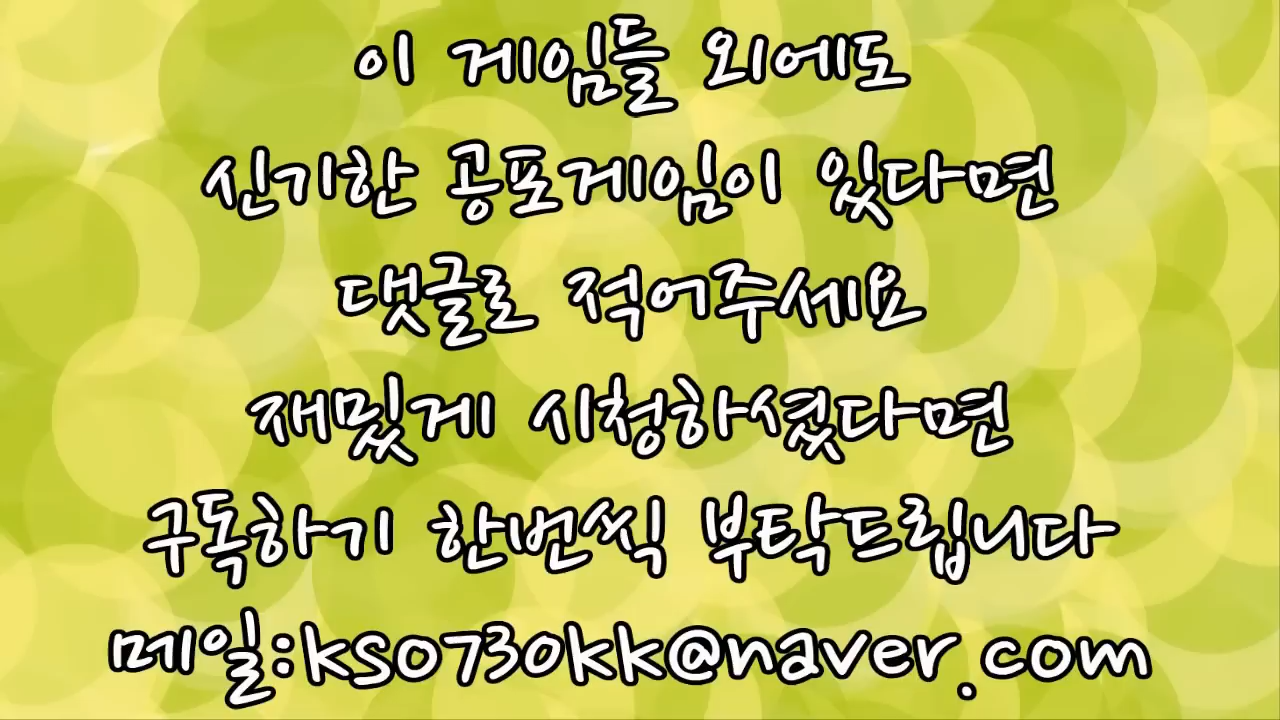 이 게임들 외에도
신기한 공포게임이 있다면
댓글로 적어주세요
재밌게 시청하셨다면
구독하기 한번씩 부탁드립니다
메일:kso730kk@naver.com